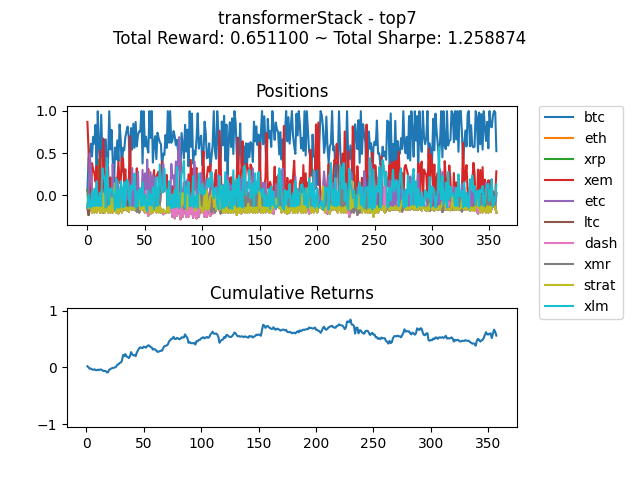 transformerStack - top7
Total Reward: 0.651100 ~ Total Sharpe: 1.258874
Positions
1.0
0.5
0.0
0 50 100 150 200 250 300 350
btc
eth
xrp
xem
etc
ltc
dash
xmr
strat
xlm
Cumulative Returns
1
0
−1
0 50 100 150 200 250 300 350